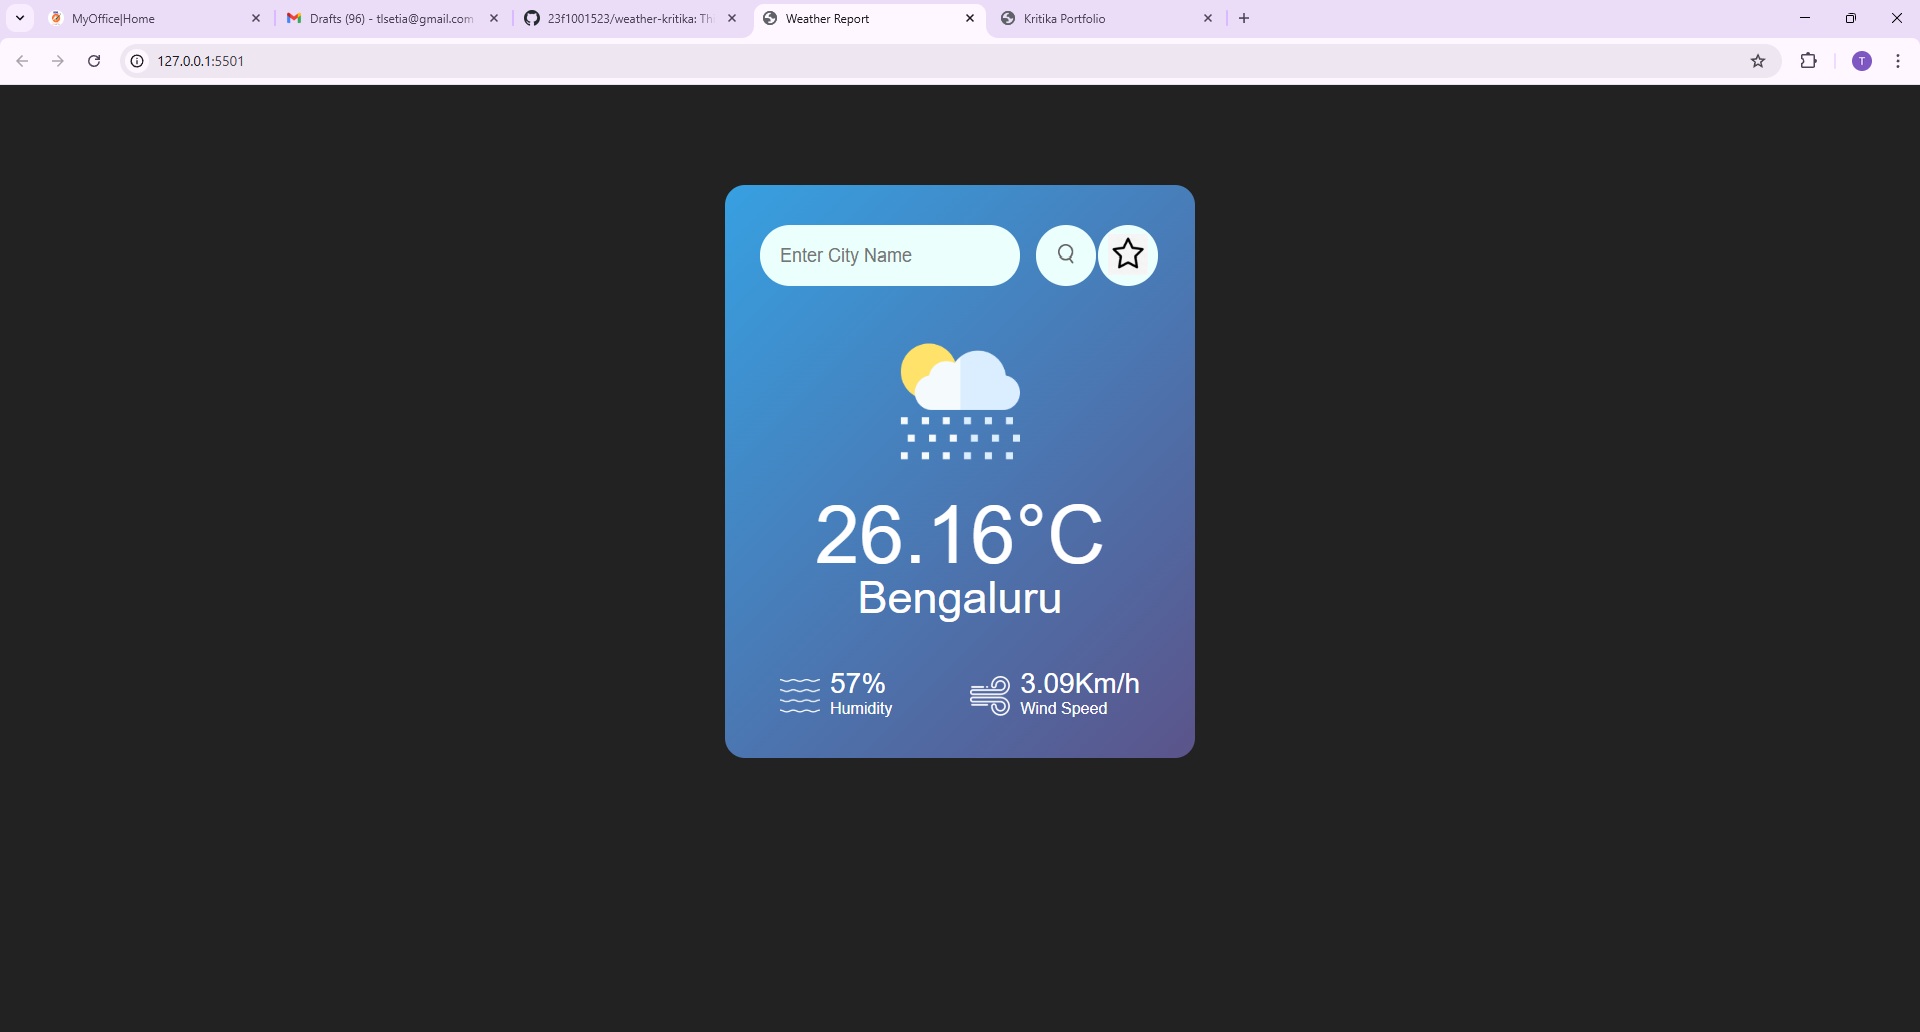 MyOffice|Home
Drafts (96) - tlsetia@gmail.com
23f1001523/weather-kritika: Th
Weather Report
Kritika Portfolio
127.0.0.1:5501
T
Enter City Name
26.16°C
Bengaluru
57%
Humidity
3.09Km/h
Wind Speed